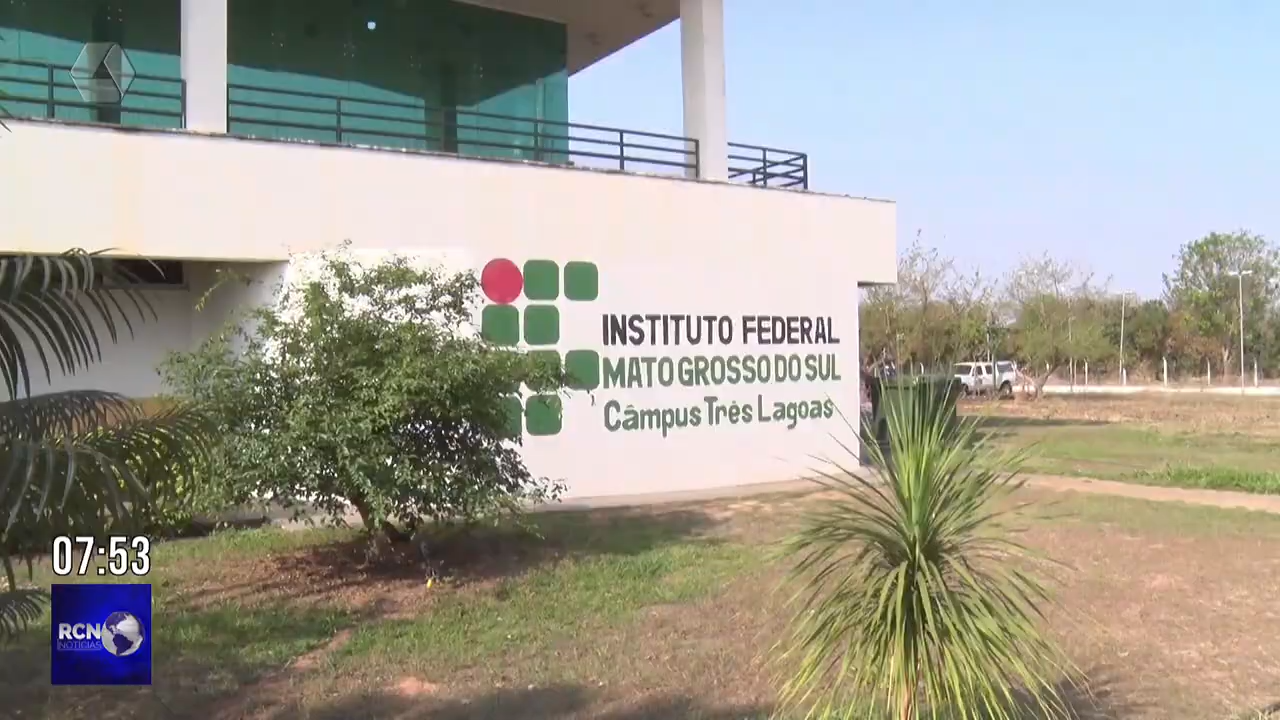 INSTITUTO FEDERAL
MATO GROSSO DO SUL
Câmpus Três Lagoas
07:53
RCN
NOTÍCIAS